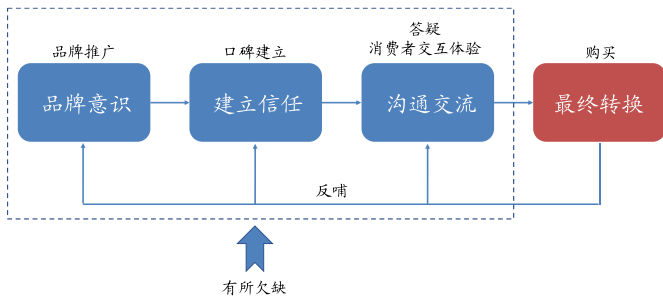 品牌推广
口碑建立
答疑
消费者交互体验
购买
品牌意识
建立信任
沟通交流
最终转换
反哺
有所欠缺